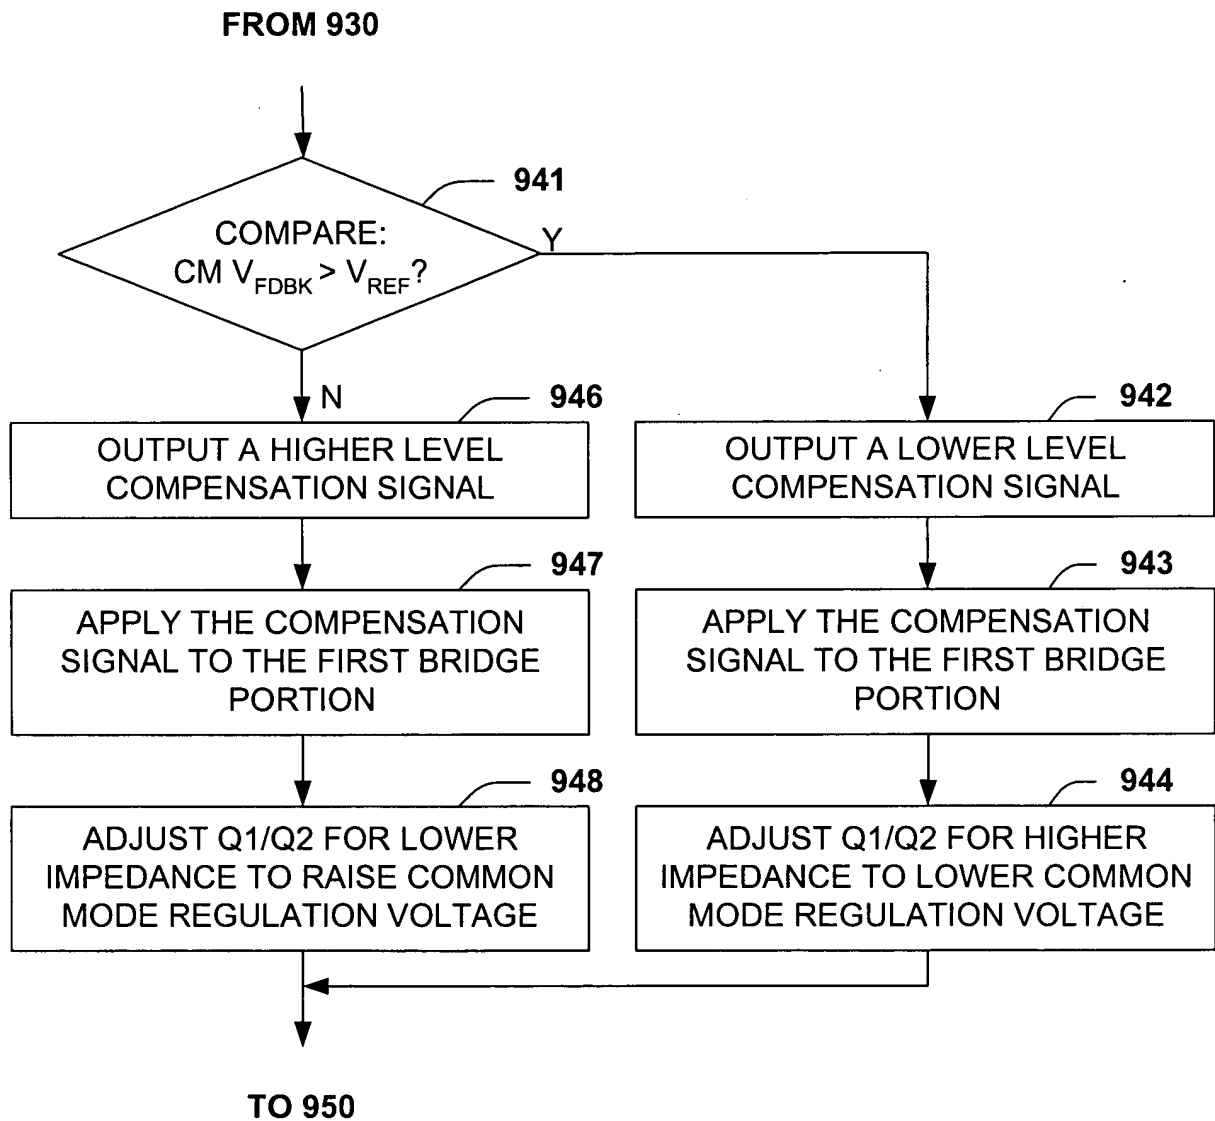 FROM 930
941
COMPARE:
CM VFDBK > VREF?
Y
N
946
OUTPUT A HIGHER LEVEL
COMPENSATION SIGNAL
942
OUTPUT A LOWER LEVEL
COMPENSATION SIGNAL
947
APPLY THE COMPENSATION
SIGNAL TO THE FIRST BRIDGE
PORTION
943
APPLY THE COMPENSATION
SIGNAL TO THE FIRST BRIDGE
PORTION
948
ADJUST Q1/Q2 FOR LOWER
IMPEDANCE TO RAISE COMMON
MODE REGULATION VOLTAGE
944
ADJUST Q1/Q2 FOR HIGHER
IMPEDANCE TO LOWER COMMON
MODE REGULATION VOLTAGE
TO 950